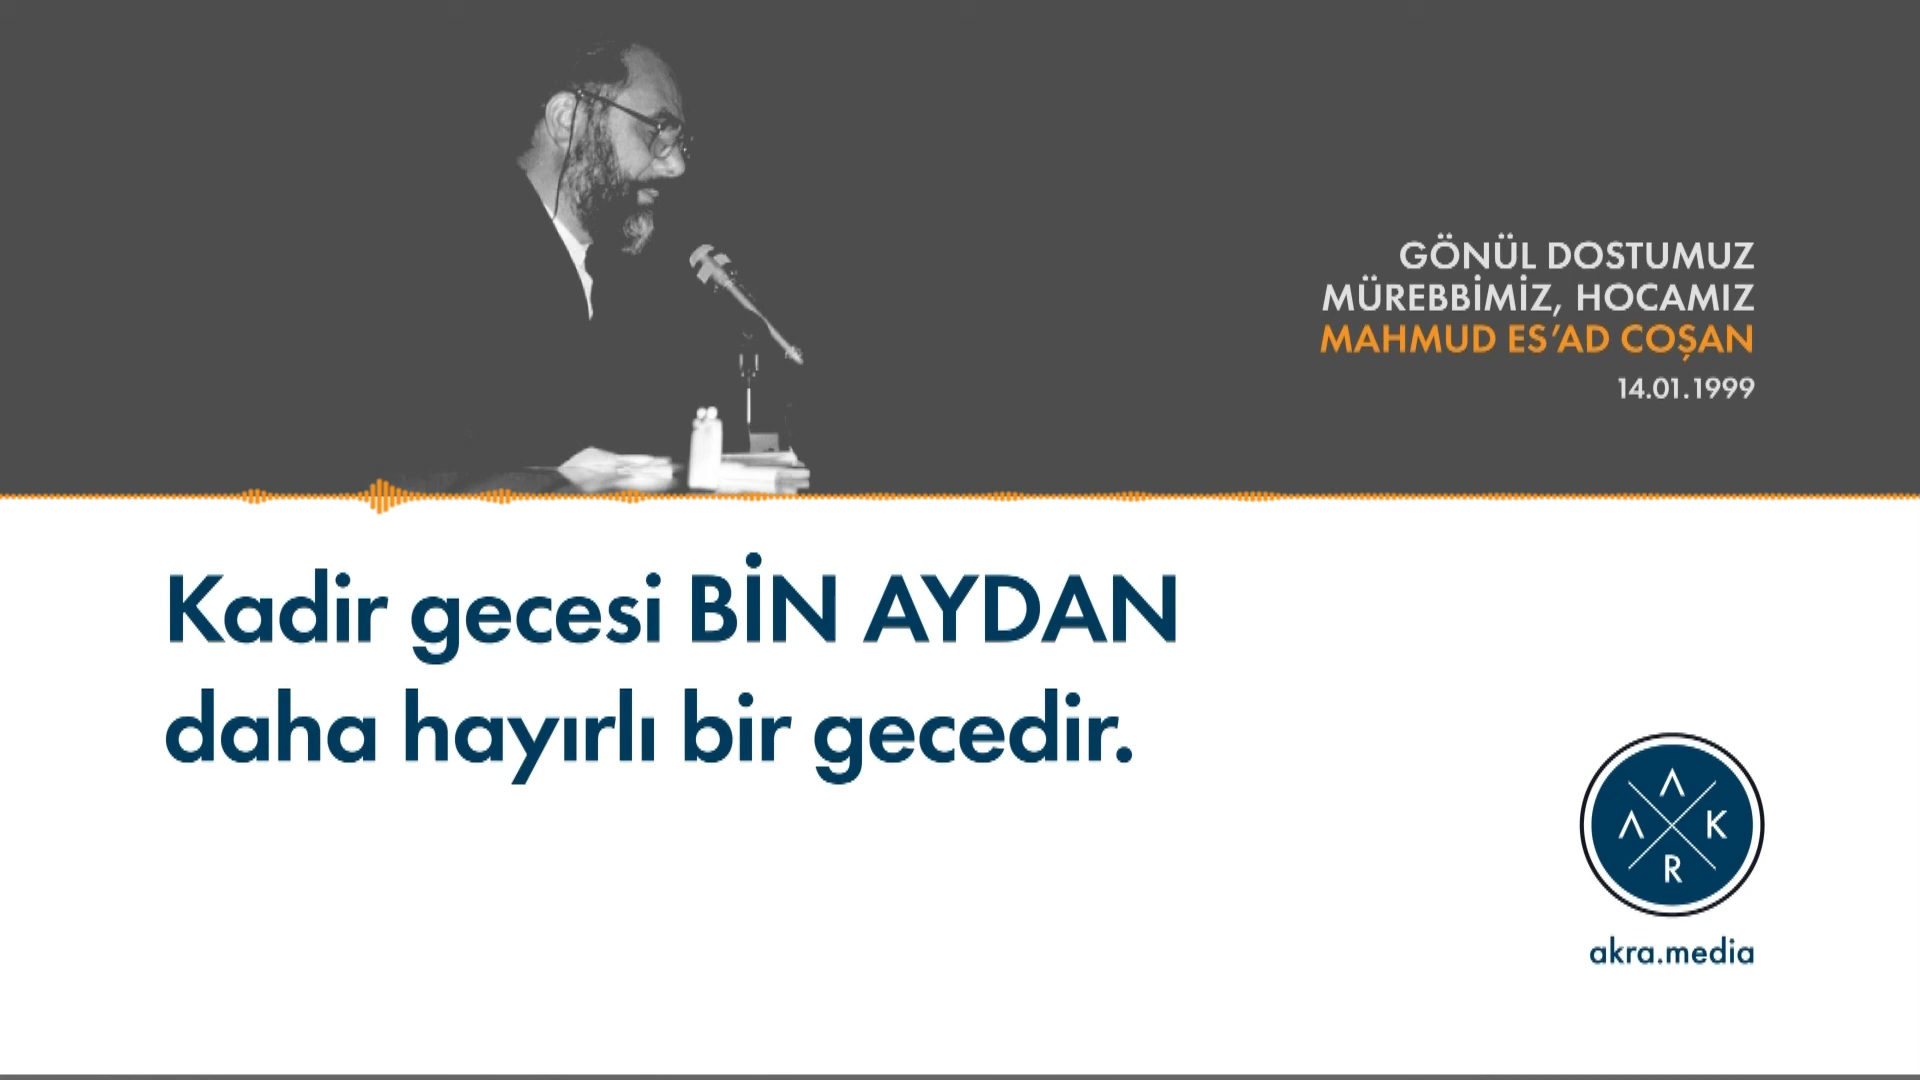 GÖNÜL DOSTUMUZ
MÜREBBİMİZ, HOCAMIZ
MAHMUD ES'AD COŞAN
14.01.1999
Kadir gecesi BİN AYDAN
daha hayırlı bir gecedir.
A
A K
R
akra.media